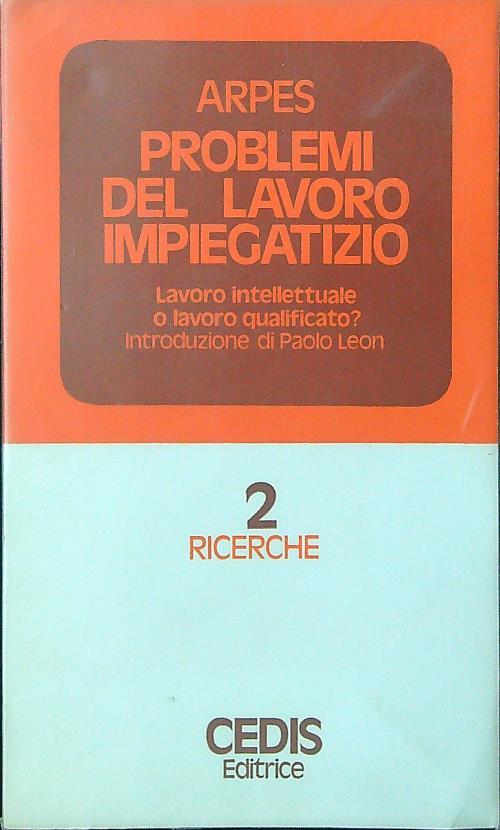 ARPES
PROBLEMI
DEL LAVORO
IMPIEGATIZIO
Lavoro intellettuale
o lavoro qualificato?
Introduzione di Paolo Leon
2
RICERCHE
CEDIS
Editrice